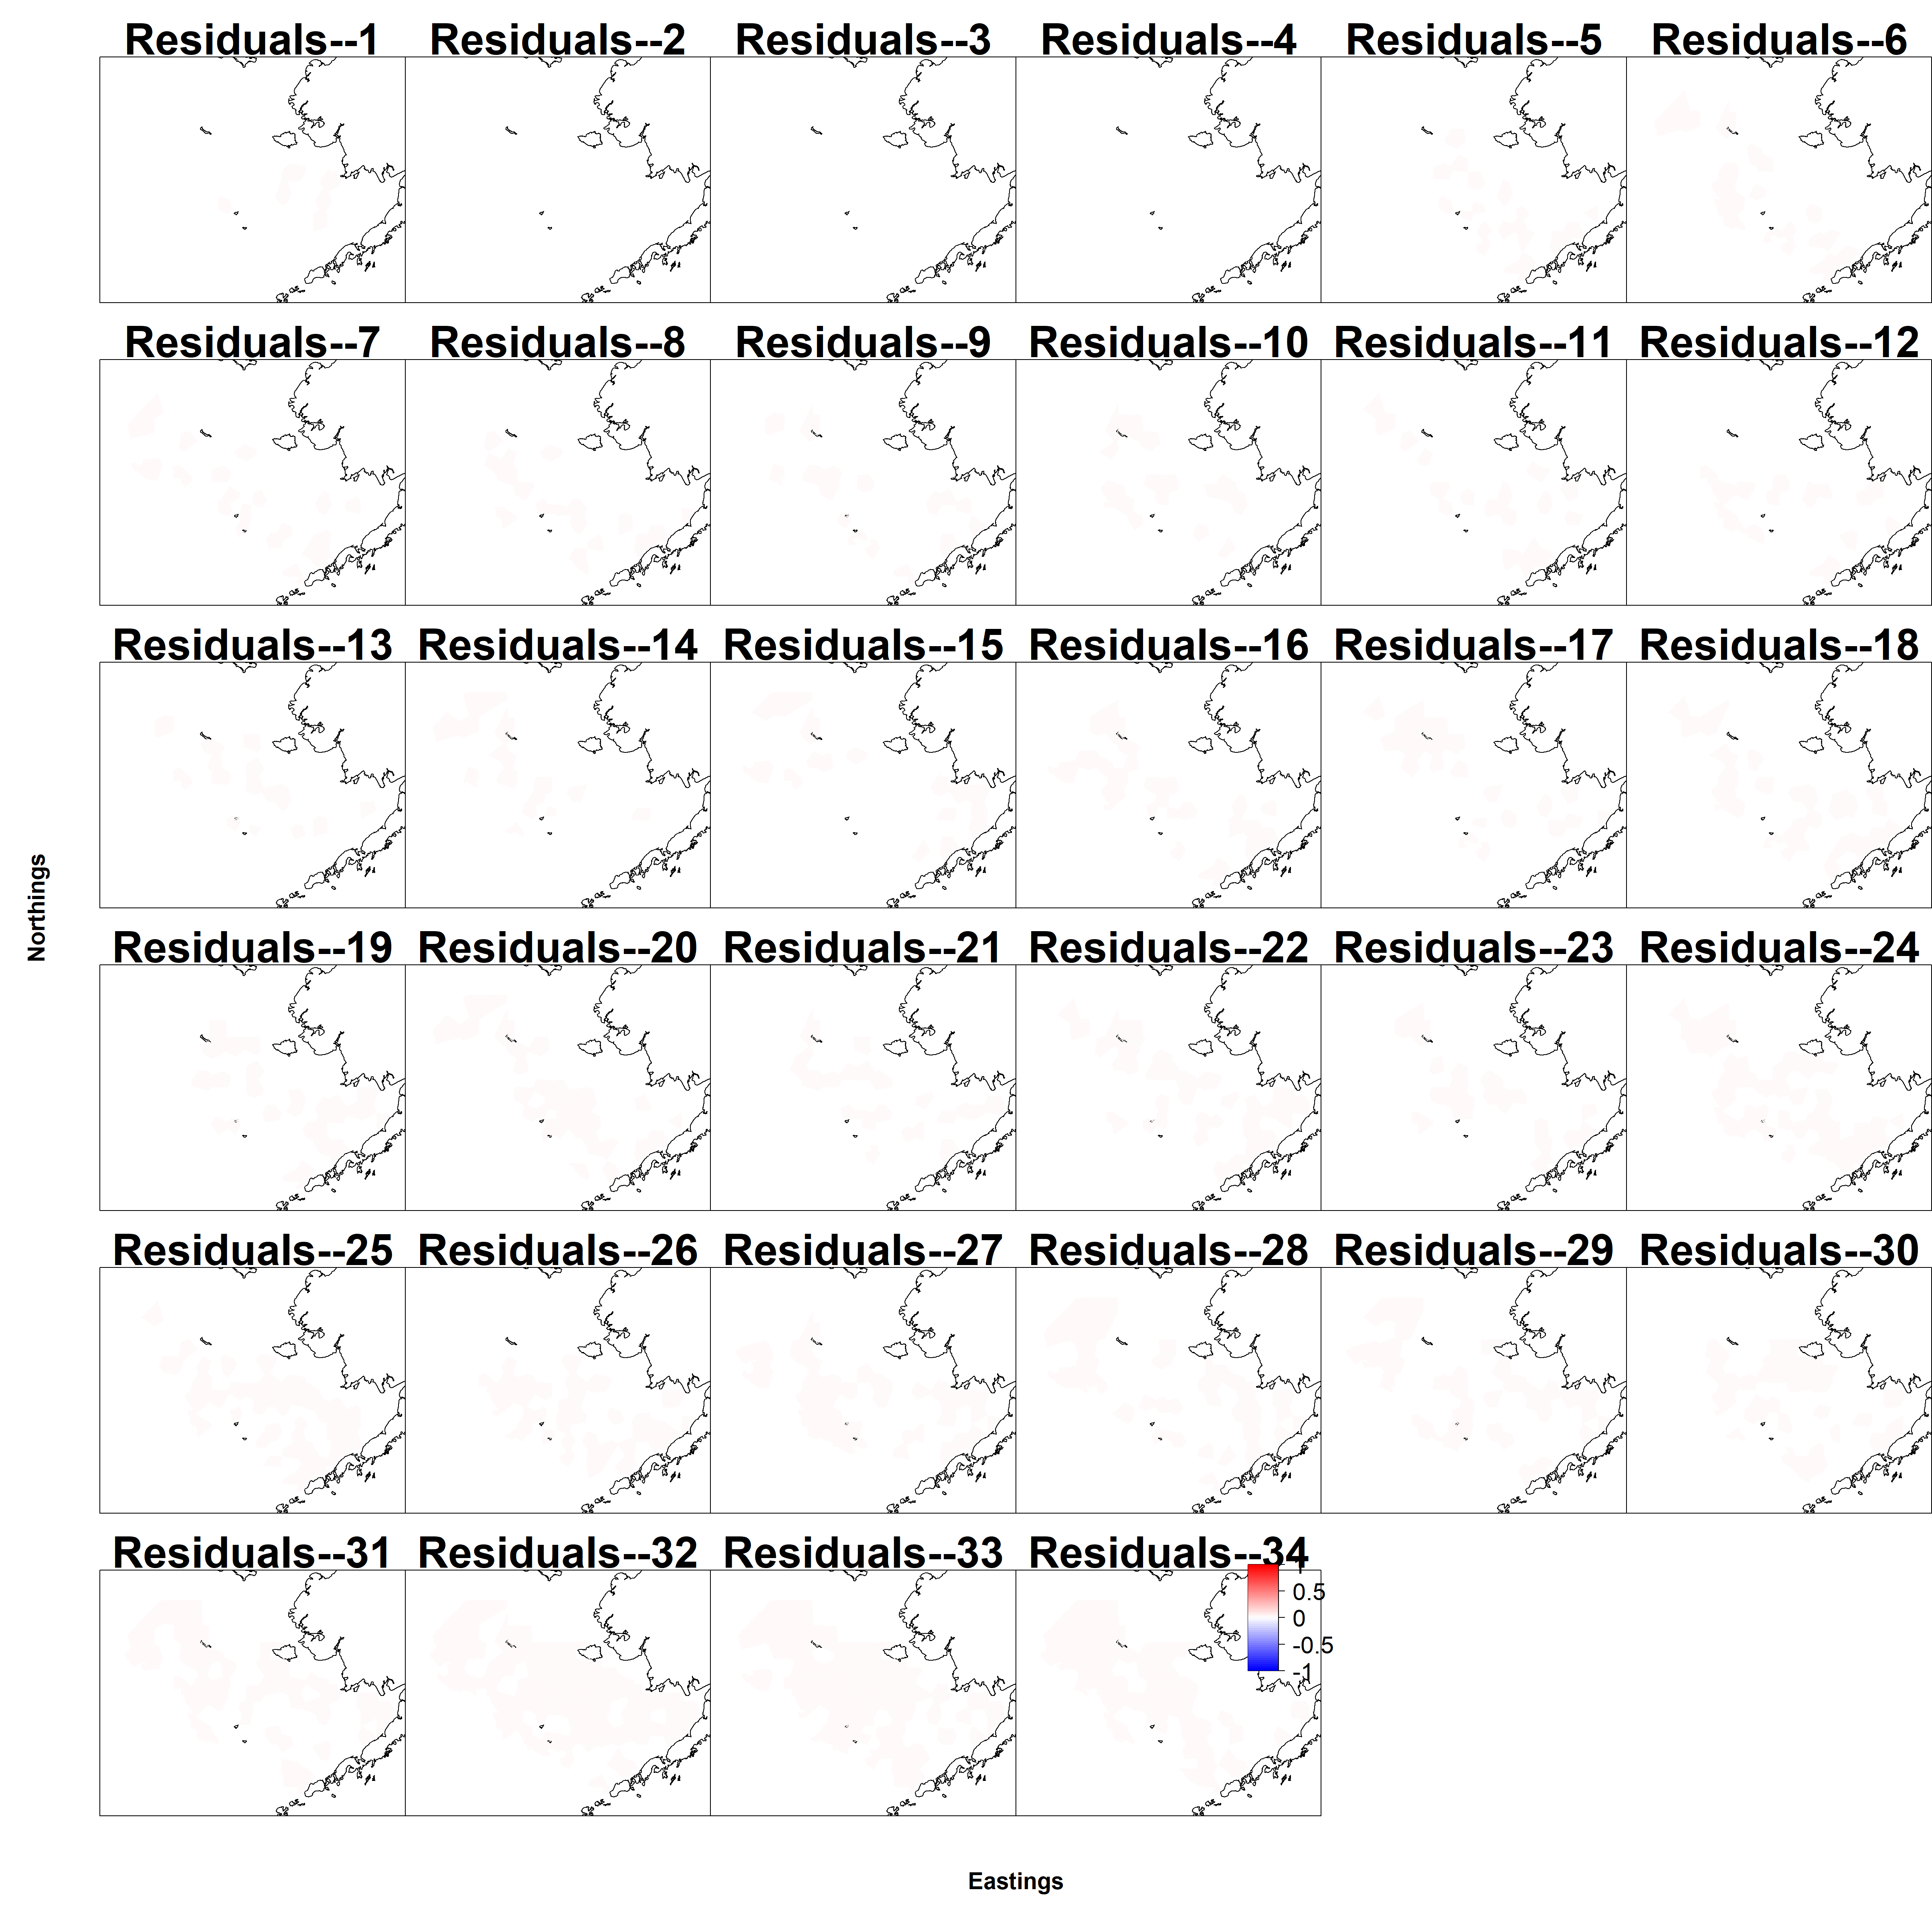 Residuals--1 Residuals--2 Residuals--3 Residuals--4 Residuals--5 Residuals--6
Residuals--7 Residuals--8 Residuals--9 Residuals--10 Residuals--11 Residuals--12
Residuals--13 Residuals--14 Residuals--15 Residuals--16 Residuals--17 Residuals--18
Northings
Residuals--19 Residuals--20 Residuals--21 Residuals--22 Residuals--23 Residuals--24
Residuals--25 Residuals--26 Residuals--27 Residuals--28 Residuals--29 Residuals--30
Residuals--31 Residuals--32 Residuals--33 Residuals--34
1
0.5
0
-0.5
-1
Eastings